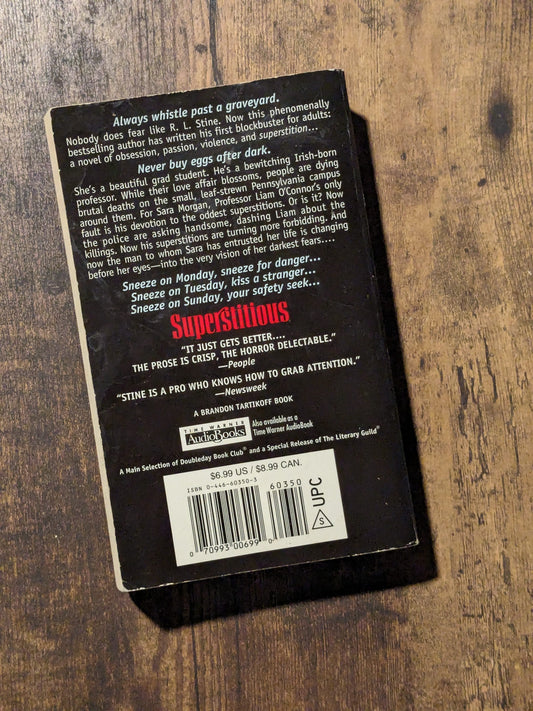 Always whistle past a graveyard.
Nobody does fear like R. L. Stine. Now this phenomenally
bestselling author has written his first blockbuster for adults:
a novel of obsession, passion, violence, and superstition...
Never buy eggs after dark.
She's a beautiful grad student. He's a bewitching Irish-born
professor. While their love affair blossoms, people are dying
brutal deaths on the small, leaf-strewn Pennsylvania campus
around them. For Sara Morgan, Professor Liam O'Connor's only
fault is his devotion to the oddest superstitions. Or is it? Now
the police are asking handsome, dashing Liam about the
killings. Now his superstitions are turning more forbidding. And
now the man to whom Sara has entrusted her life is changing
before her eyes—into the very vision of her darkest fears....
Sneeze on Monday, sneeze for danger...
Sneeze on Tuesday, kiss a stranger...
Sneeze on Sunday, your safety seek...
Superstitious
"IT JUST GETS BETTER....
THE PROSE IS CRISP, THE HORROR DELECTABLE."
—People
"STINE IS A PRO WHO KNOWS HOW TO GRAB ATTENTION."
—Newsweek
A BRANDON TARTIKOFF BOOK
TIME WARNER
AudioBooks
Also available as a
Time Warner AudioBook
A Main Selection of Doubleday Book Club® and a Special Release of The Literary Guild®
$6.99 US / $8.99 CAN.
ISBN 0-446-60350-3
60350
0 70993 00699 0
S UPC